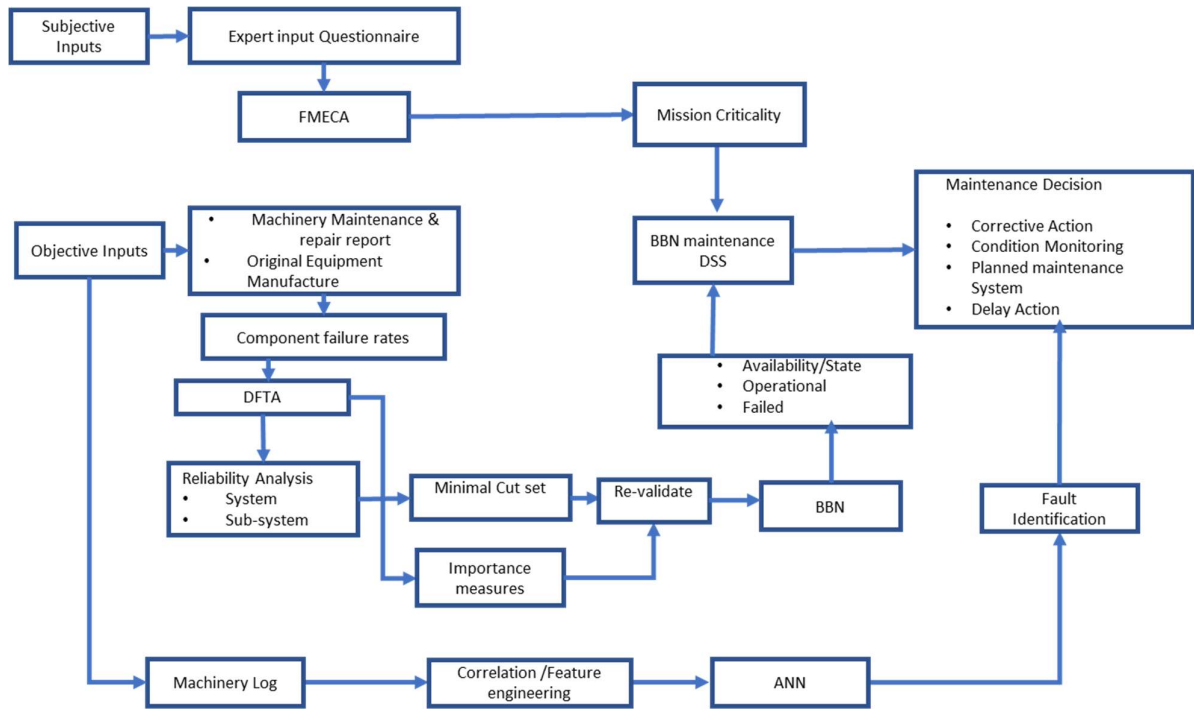 Subjective
Inputs
Expert input Questionnaire
FMECA
Mission Criticality
Maintenance Decision
• Corrective Action
• Condition Monitoring
• Planned maintenance
System
• Delay Action
Objective Inputs
• Machinery Maintenance &
repair report
• Original Equipment
Manufacture
BBN maintenance
DSS
Component failure rates
DFTA
• Availability/State
• Operational
• Failed
Reliability Analysis
• System
• Sub-system
Minimal Cut set
Re-validate
BBN
Fault
Identification
Importance
measures
Machinery Log
Correlation /Feature
engineering
ANN